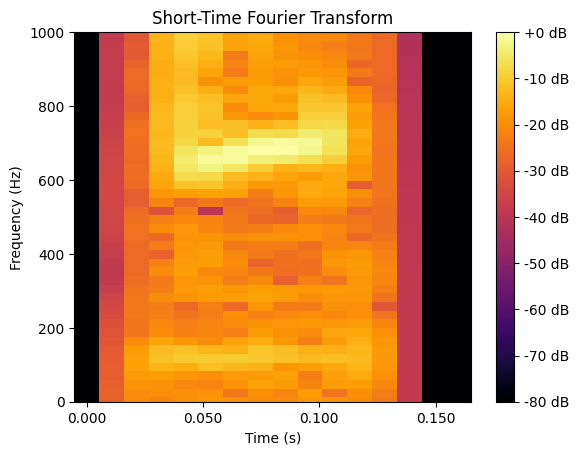 Short-Time Fourier Transform
1000
800
600
400
200
0
Frequency (Hz)
0.000
0.050
0.100
0.150
Time (s)
+0 dB
-10 dB
-20 dB
-30 dB
-40 dB
-50 dB
-60 dB
-70 dB
-80 dB